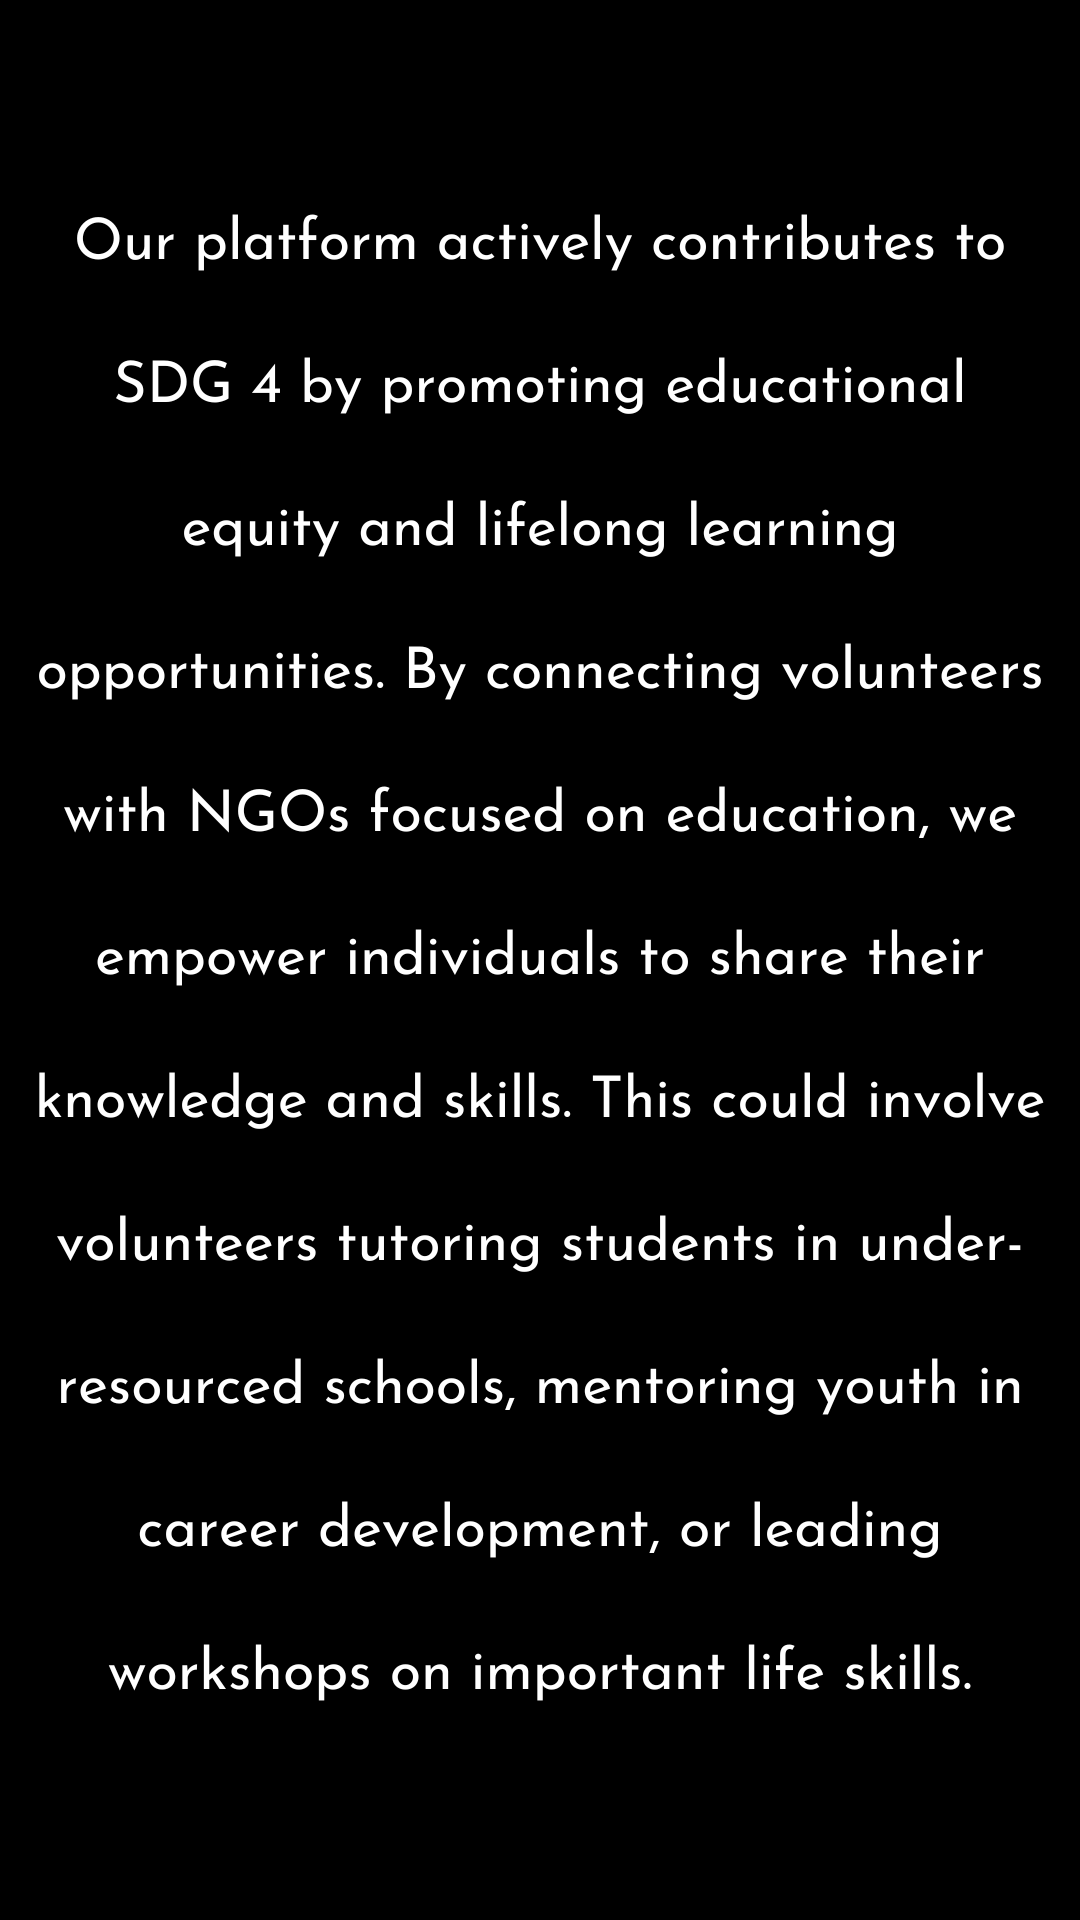 Our platform actively contributes to
SDG 4 by promoting educational
equity and lifelong learning
opportunities. By connecting volunteers
with NGOs focused on education, we
empower individuals to share their
knowledge and skills. This could involve
volunteers tutoring students in under-
resourced schools, mentoring youth in
career development, or leading
workshops on important life skills.